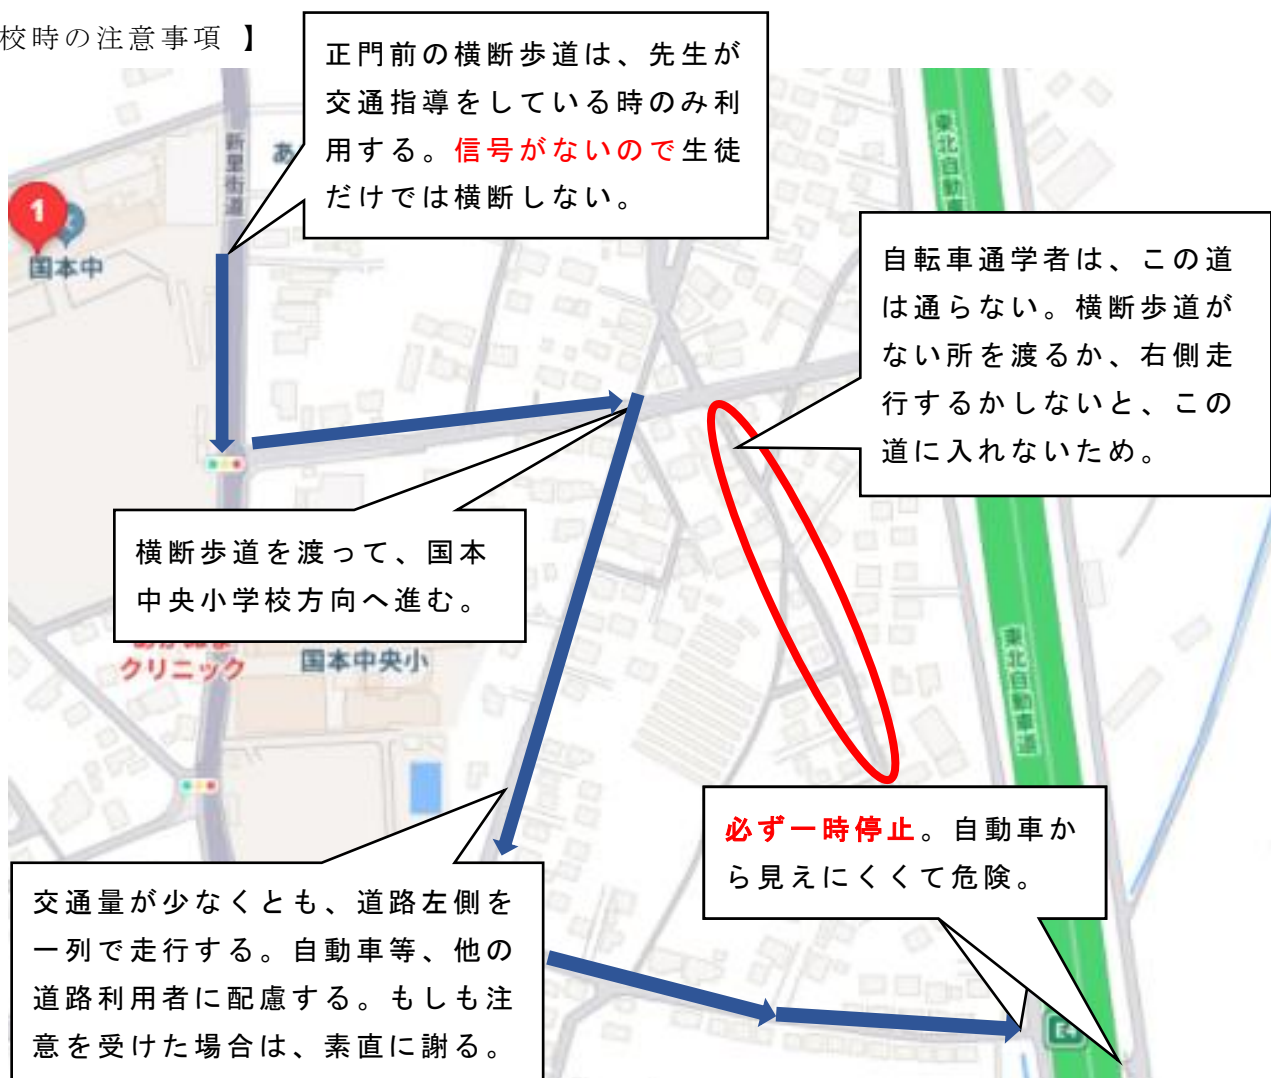 校時の注意事項 】
正門前の横断歩道は、先生が
交通指導をしている時のみ利
用する。信号がないので生徒
だけでは横断しない。
新里街道
あ
東北自動
1
国本中
自転車通学者は、この道
は通らない。横断歩道が
ない所を渡るか、右側走
行するかしないと、この
道に入れないため。
横断歩道を渡って、国本
中央小学校方向へ進む。
クリニック
国本中央小
東北自動車道
必ず一時停止。自動車か
ら見えにくくて危険。
交通量が少なくとも、道路左側を
一列で走行する。自動車等、他の
道路利用者に配慮する。もしも注
意を受けた場合は、素直に謝る。
E4